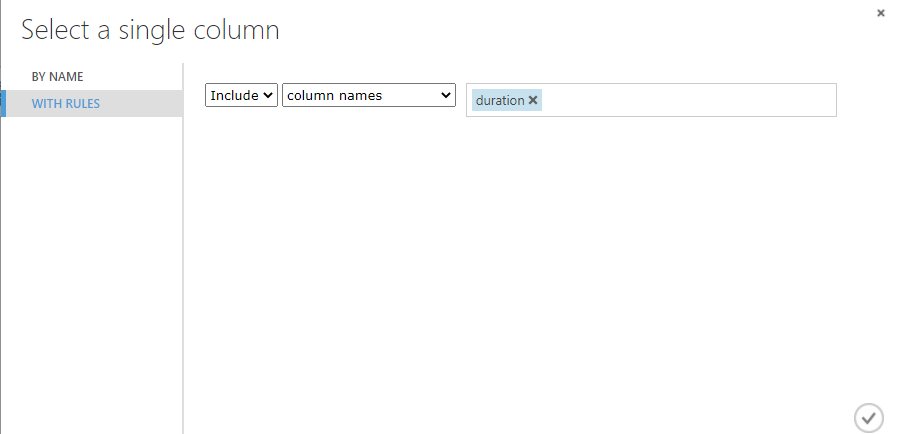 Select a single column
BY NAME
WITH RULES
Include column names duration